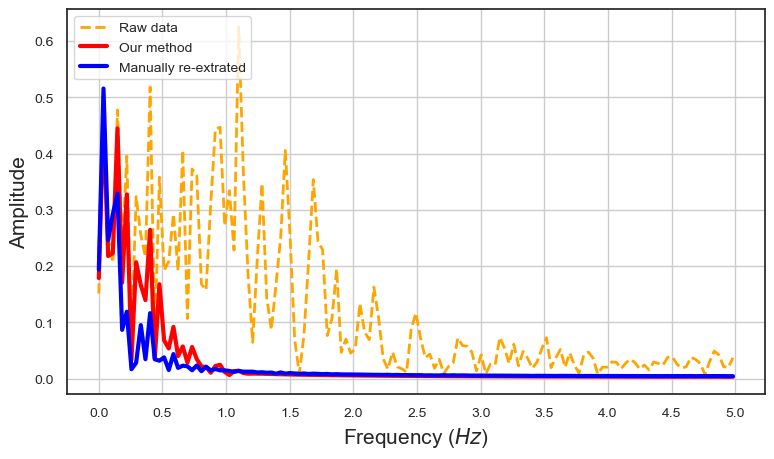 Raw data
Our method
Manually re-extrated
Amplitude
0.6
0.5
0.4
0.3
0.2
0.1
0.0
0.0 0.5 1.0 1.5 2.0 2.5 3.0 3.5 4.0 4.5 5.0
Frequency (Hz)